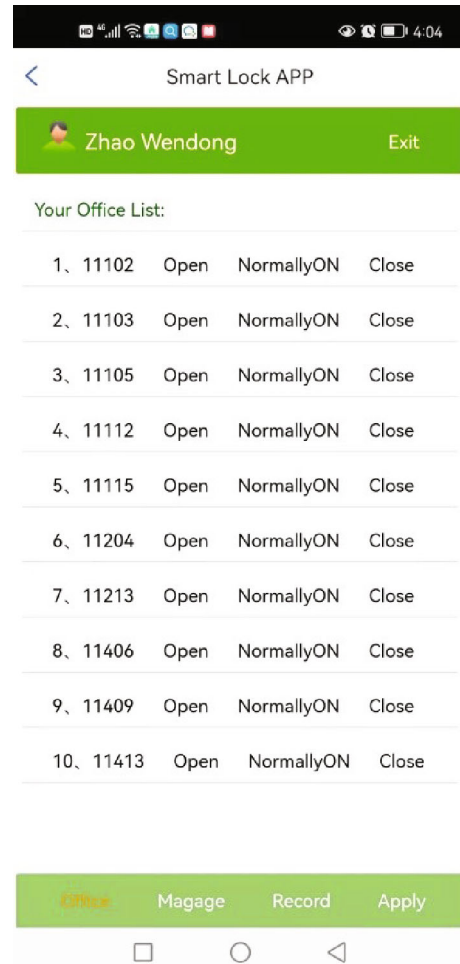 HD 46 4:04
Smart Lock APP
Zhao Wendong Exit
Your Office List:
1、11102 Open NormallyON Close
2、11103 Open NormallyON Close
3、11105 Open NormallyON Close
4、11112 Open NormallyON Close
5、11115 Open NormallyON Close
6、11204 Open NormallyON Close
7、11213 Open NormallyON Close
8、11406 Open NormallyON Close
9、11409 Open NormallyON Close
10、11413 Open NormallyON Close
Office Magage Record Apply